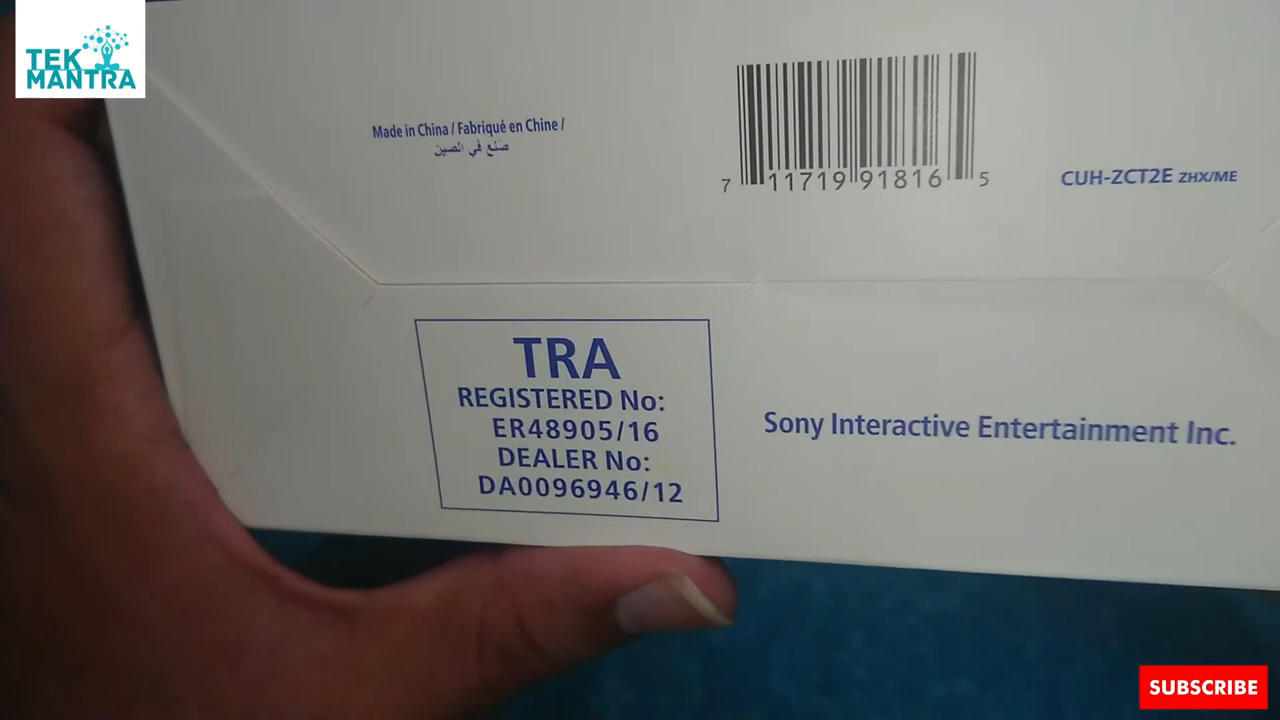 TEK
MANTRA
Made in China / Fabriqué en Chine /
صُنع في الصين
7 11719 91816 5
CUH-ZCT2E ZHX/ME
TRA
REGISTERED No:
ER48905/16
DEALER No:
DA0096946/12
Sony Interactive Entertainment Inc.
SUBSCRIBE